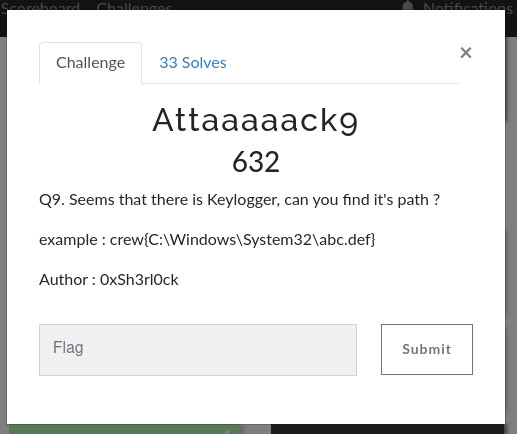 Scoreboard Challenges Notifications
Challenge 33 Solves ×
Attaaaaack9
632
Q9. Seems that there is Keylogger, can you find it's path ?
example : crew{C:\Windows\System32\abc.def}
Author : 0xSh3rl0ck
Flag Submit